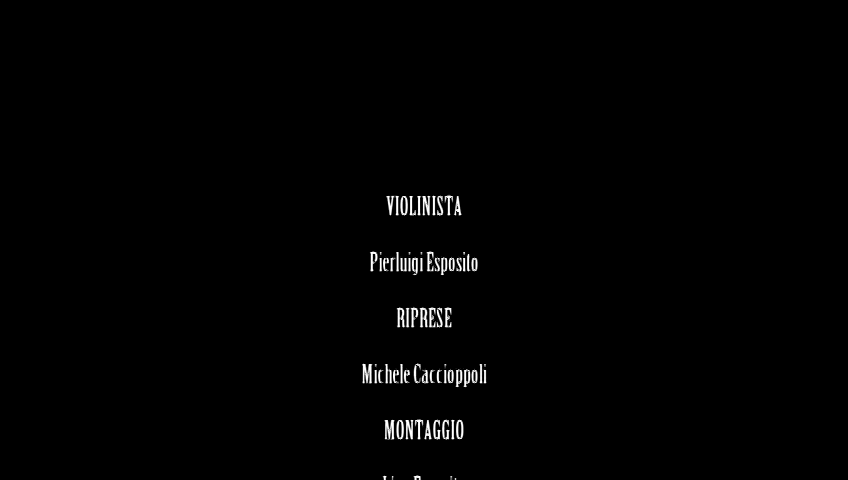 VIOLINISTA
Pierluigi Esposito
RIPRESE
Michele Caccioppoli
MONTAGGIO